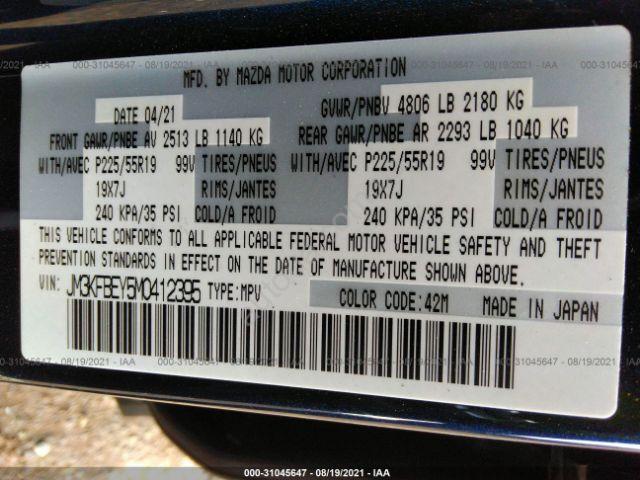 000-31045647 - 08/19/2021 - IAA 000-31045647 - 08/19/2021 - IAA 000-31045647 - 08/19/2021 - IAA
MFD. BY MAZDA MOTOR CORPORATION
DATE 04/21 GVWR/PNBV 4806 LB 2180 KG
FRONT GAWR/PNBE AV 2513 LB 1140 KG REAR GAWR/PNBE AR 2293 LB 1040 KG
WITH/AVEC P225/55R19 99V TIRES/PNEUS WITH/AVEC P225/55R19 99V TIRES/PNEUS
19X7J RIMS/JANTES 19X7J RIMS/JANTES
240 KPA/35 PSI COLD/A FROID 240 KPA/35 PSI COLD/A FROID
THIS VEHICLE CONFORMS TO ALL APPLICABLE FEDERAL MOTOR VEHICLE SAFETY AND THEFT
PREVENTION STANDARDS IN EFFECT ON THE DATE OF MANUFACTURE SHOWN ABOVE.
VIN: JM3KFBEY5M0412395 TYPE:MPV COLOR CODE:42M MADE IN JAPAN
000-31045647 - 08/19/2021 - IAA 000-31045647 - 08/19/2021 - IAA 000-31045647 - 08/19/2021 - IAA
000-31045647 - 08/19/2021 - IAA